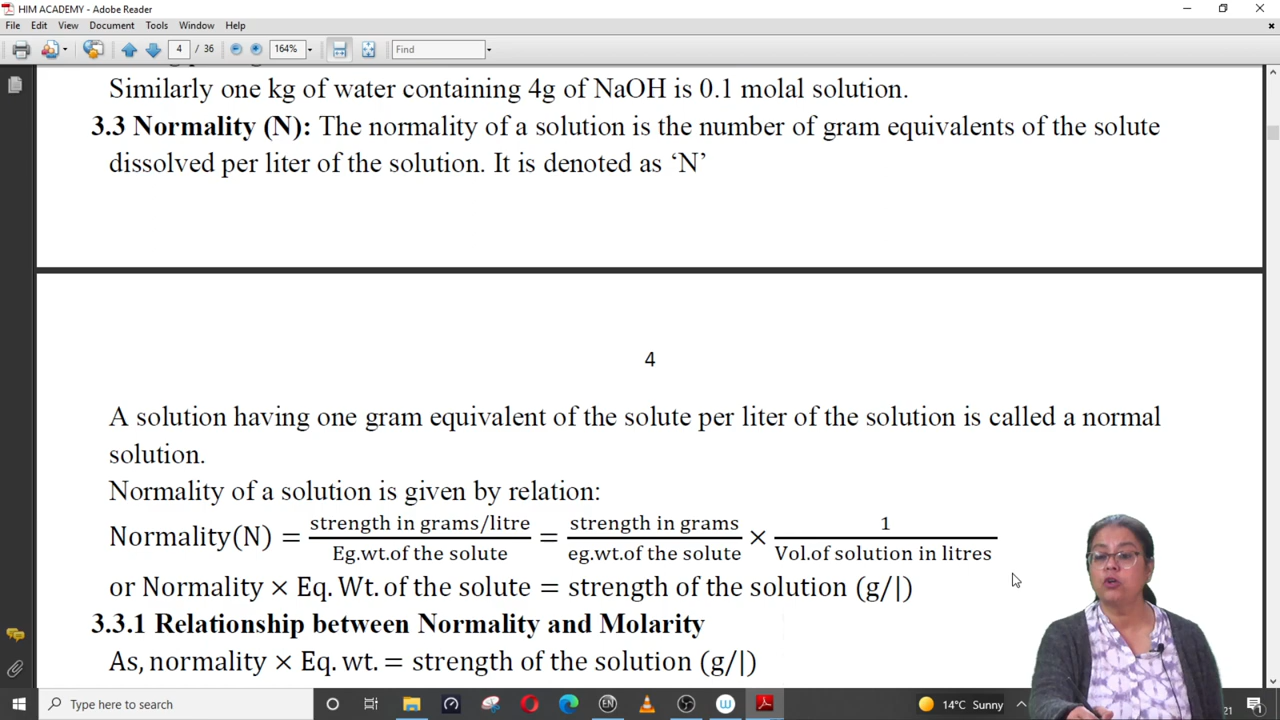 HIM ACADEMY - Adobe Reader
File Edit View Document Tools Window Help
4 / 36 164% Find
Similarly one kg of water containing 4g of NaOH is 0.1 molal solution.
3.3 Normality (N): The normality of a solution is the number of gram equivalents of the solute
dissolved per liter of the solution. It is denoted as ‘N’
4
A solution having one gram equivalent of the solute per liter of the solution is called a normal
solution.
Normality of a solution is given by relation:
Normality(N) = strength in grams/litre / Eg.wt.of the solute = strength in grams / eg.wt.of the solute × 1 / Vol.of solution in litres
or Normality × Eq. Wt. of the solute = strength of the solution (g/|)
3.3.1 Relationship between Normality and Molarity
As, normality × Eq. wt. = strength of the solution (g/|)
Type here to search
14°C Sunny
21